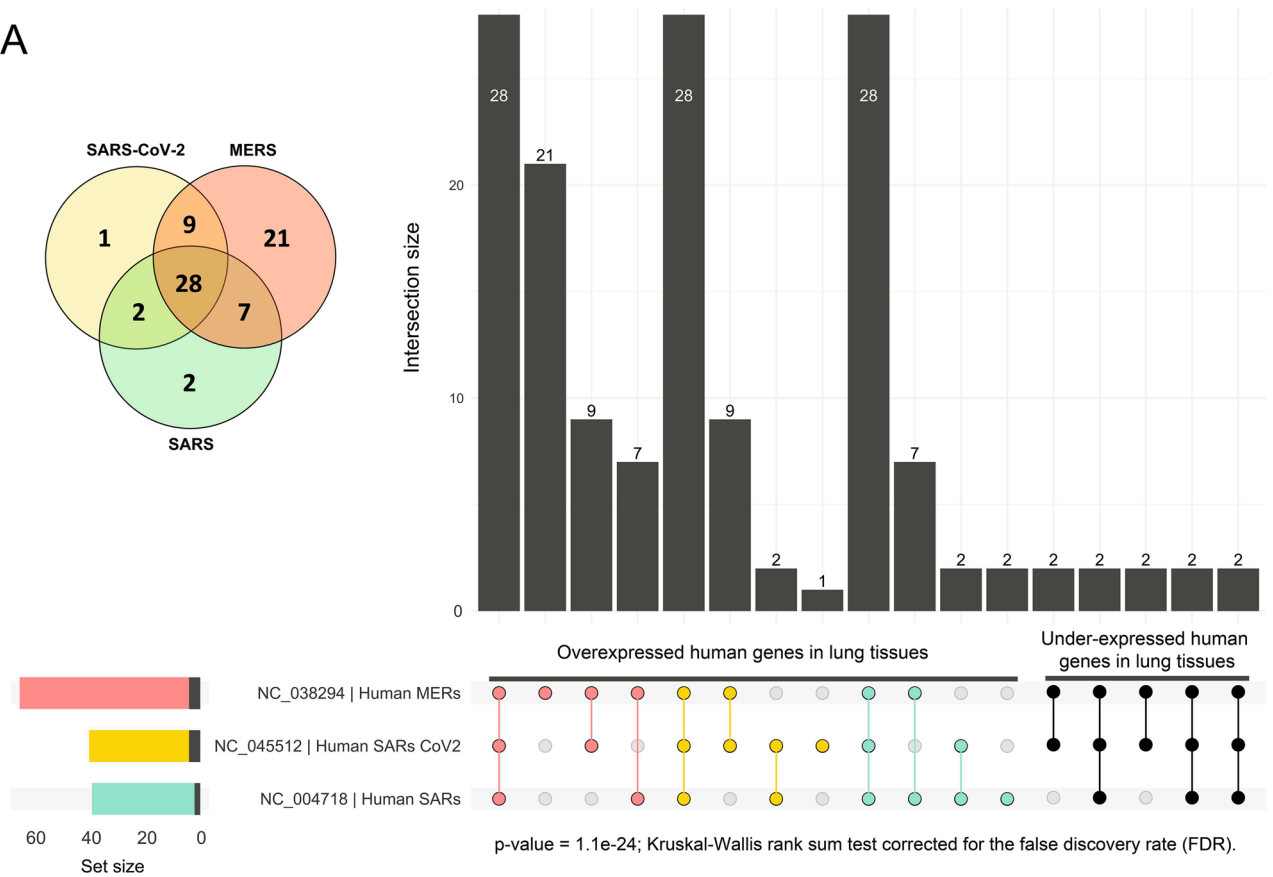 A
SARS-CoV-2
MERS
1
9
21
28
2
7
2
SARS
Intersection size
20
10
0
28
21
9
7
28
9
2
1
28
7
2
2
2
2
2
2
2
Overexpressed human genes in lung tissues
Under-expressed human
genes in lung tissues
NC_038294 | Human MERs
NC_045512 | Human SARs CoV2
NC_004718 | Human SARs
60
40
20
0
Set size
p-value = 1.1e-24; Kruskal-Wallis rank sum test corrected for the false discovery rate (FDR).